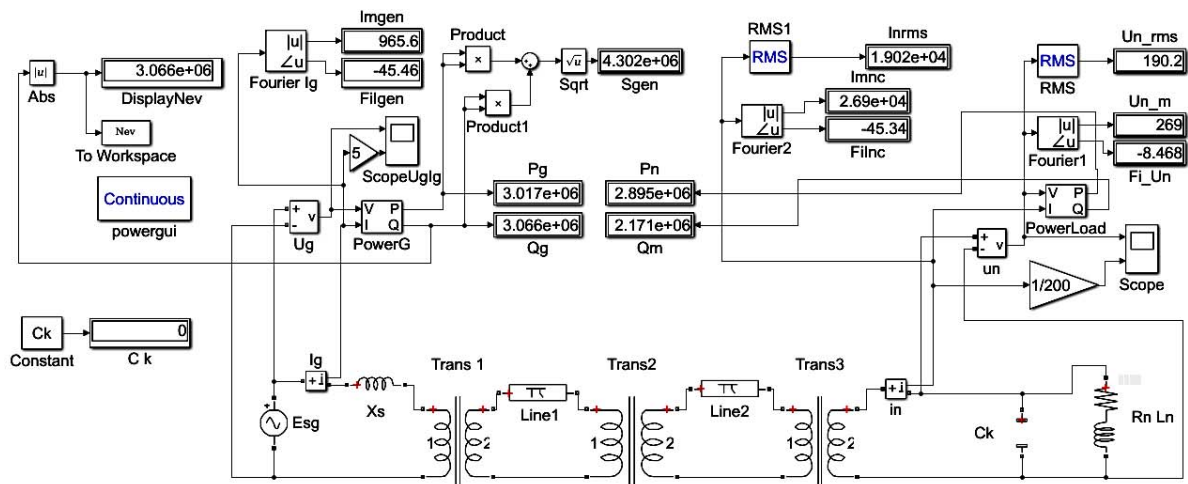 Imgen
965.6
|u|
∠u
-45.46
Fourier Ig
FiIgen
Product
×
×
Product1
√u
Sqrt
4.302e+06
Sgen
|u|
Abs
3.066e+06
DisplayNev
Nev
To Workspace
Continuous
powergui
5
ScopeUgIg
+
-
v
Ug
V P
I Q
PowerG
Pg
3.017e+06
3.066e+06
Qg
Pn
2.895e+06
2.171e+06
Qm
RMS1
RMS
Inrms
1.902e+04
Imnc
2.69e+04
|u|
∠u
-45.34
Fourier2
FiInc
Un_rms
RMS
190.2
RMS
Un_m
269
|u|
∠u
-8.468
Fourier1
Fi_Un
V P
I Q
PowerLoad
+
-
v
un
1/200
Scope
Ck
Constant
0
C k
Ig
+ i
-
Esg
+
Xs
Trans 1
1
2
Line1
Trans2
1
2
Line2
Trans3
1
2
+ i
-
in
Ck
Rn Ln